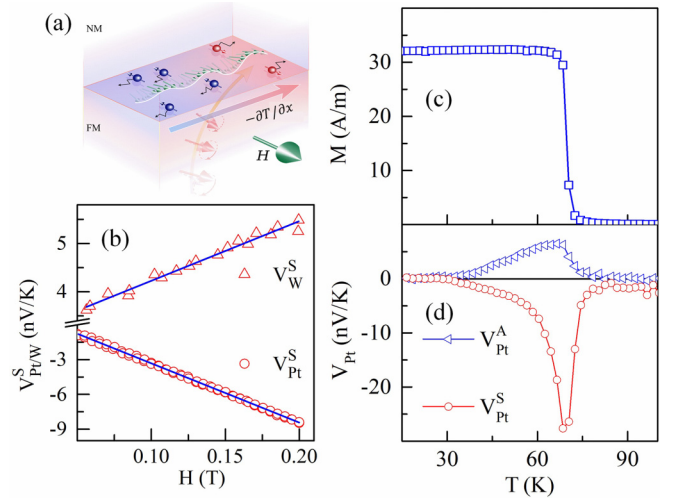 (a)
NM
FM
−∂T/∂x
H
(b)
V^S_Pt/W (nV/K)
5
4
-3
-6
-9
V^S_W
V^S_Pt
0.10
0.15
0.20
H (T)
(c)
M (A/m)
40
30
20
10
0
(d)
V_Pt (nV/K)
0
-10
-20
V^A_Pt
V^S_Pt
30
60
90
T (K)